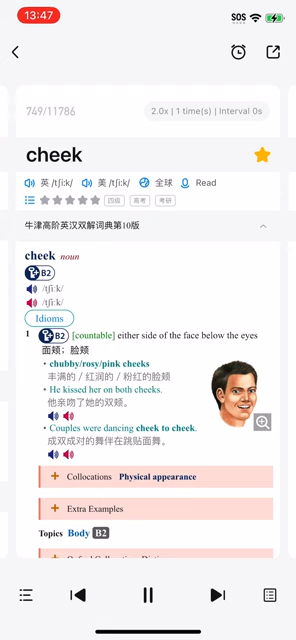 13:47
SOS
749/11786
2.0x | 1 time(s) | Interval 0s
cheek
英 /tʃiːk/ 美 /tʃiːk/ 全球 Read
四级 高考 考研
牛津高阶英汉双解词典第10版
cheek noun
B2
/tʃiːk/
/tʃiːk/
Idioms
1 B2 [countable] either side of the face below the eyes
面颊；脸颊
• chubby/rosy/pink cheeks
丰满的 / 红润的 / 粉红的脸颊
• He kissed her on both cheeks.
他亲吻了她的双颊。
• Couples were dancing cheek to cheek.
成双成对的舞伴在跳贴面舞。
+ Collocations Physical appearance
+ Extra Examples
Topics Body B2